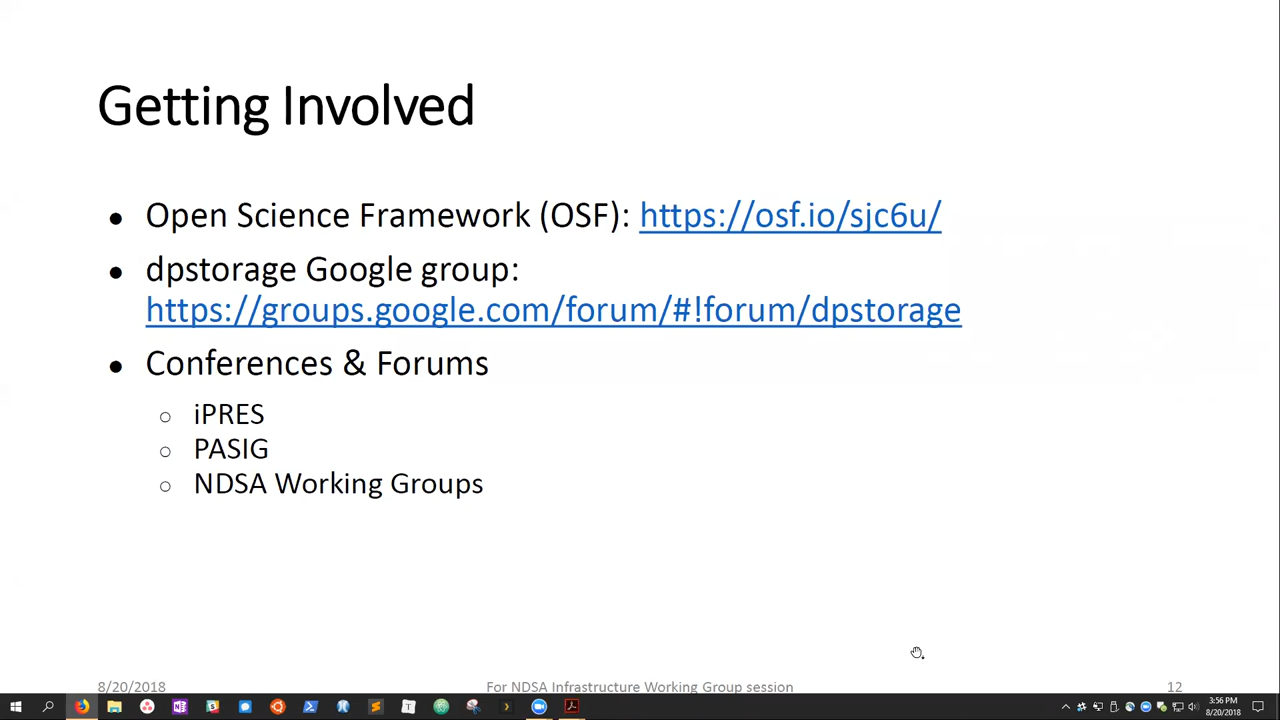 Getting Involved
● Open Science Framework (OSF): https://osf.io/sjc6u/
● dpstorage Google group:
https://groups.google.com/forum/#!forum/dpstorage
● Conferences & Forums
○ iPRES
○ PASIG
○ NDSA Working Groups
8/20/2018 For NDSA Infrastructure Working Group session 12
3:56 PM
8/20/2018